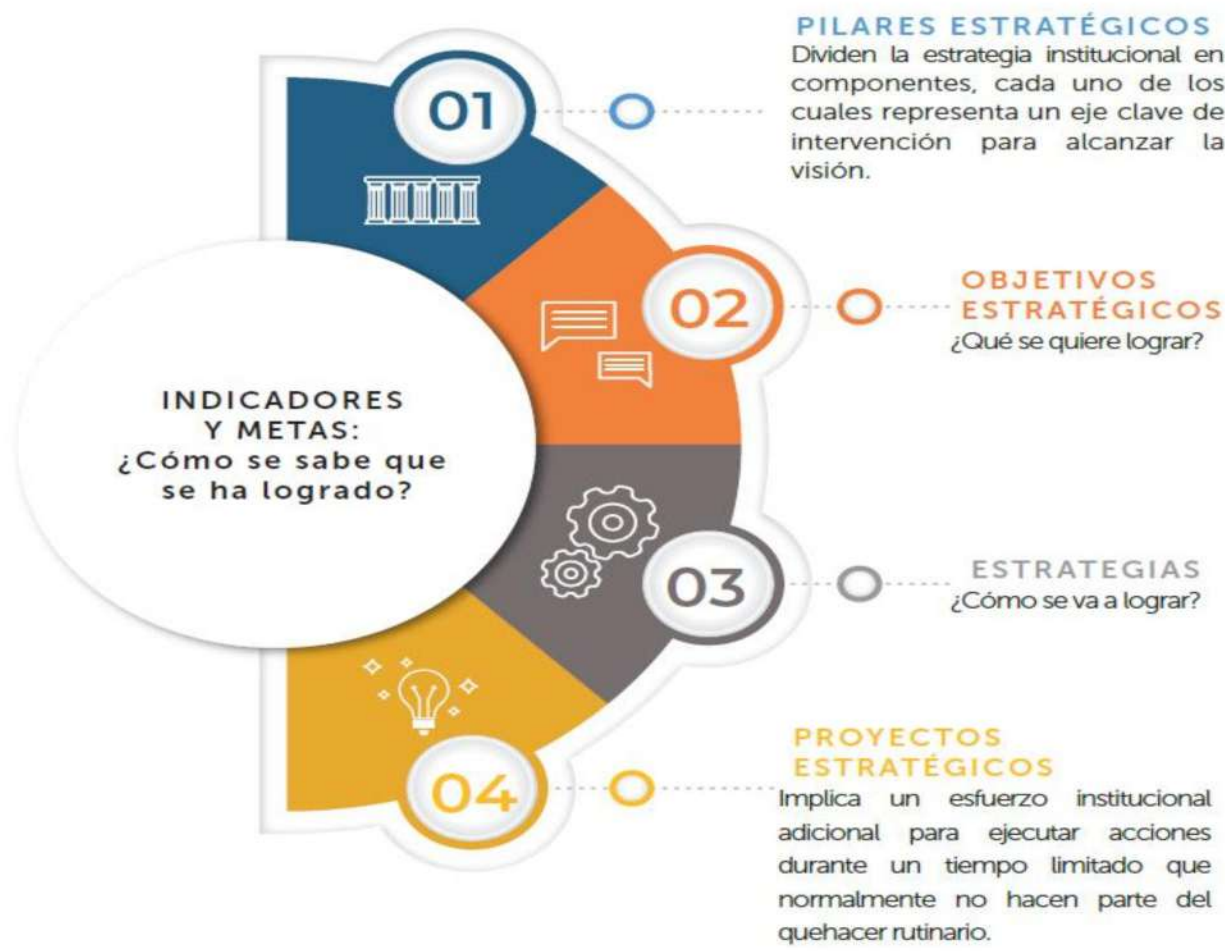 01
PILARES ESTRATÉGICOS
Dividen la estrategia institucional en
componentes, cada uno de los
cuales representa un eje clave de
intervención para alcanzar la
visión.
02
OBJETIVOS
ESTRATÉGICOS
¿Qué se quiere lograr?
INDICADORES
Y METAS:
¿Cómo se sabe que
se ha logrado?
03
ESTRATEGIAS
¿Cómo se va a lograr?
04
PROYECTOS
ESTRATÉGICOS
Implica un esfuerzo institucional
adicional para ejecutar acciones
durante un tiempo limitado que
normalmente no hacen parte del
quehacer rutinario.